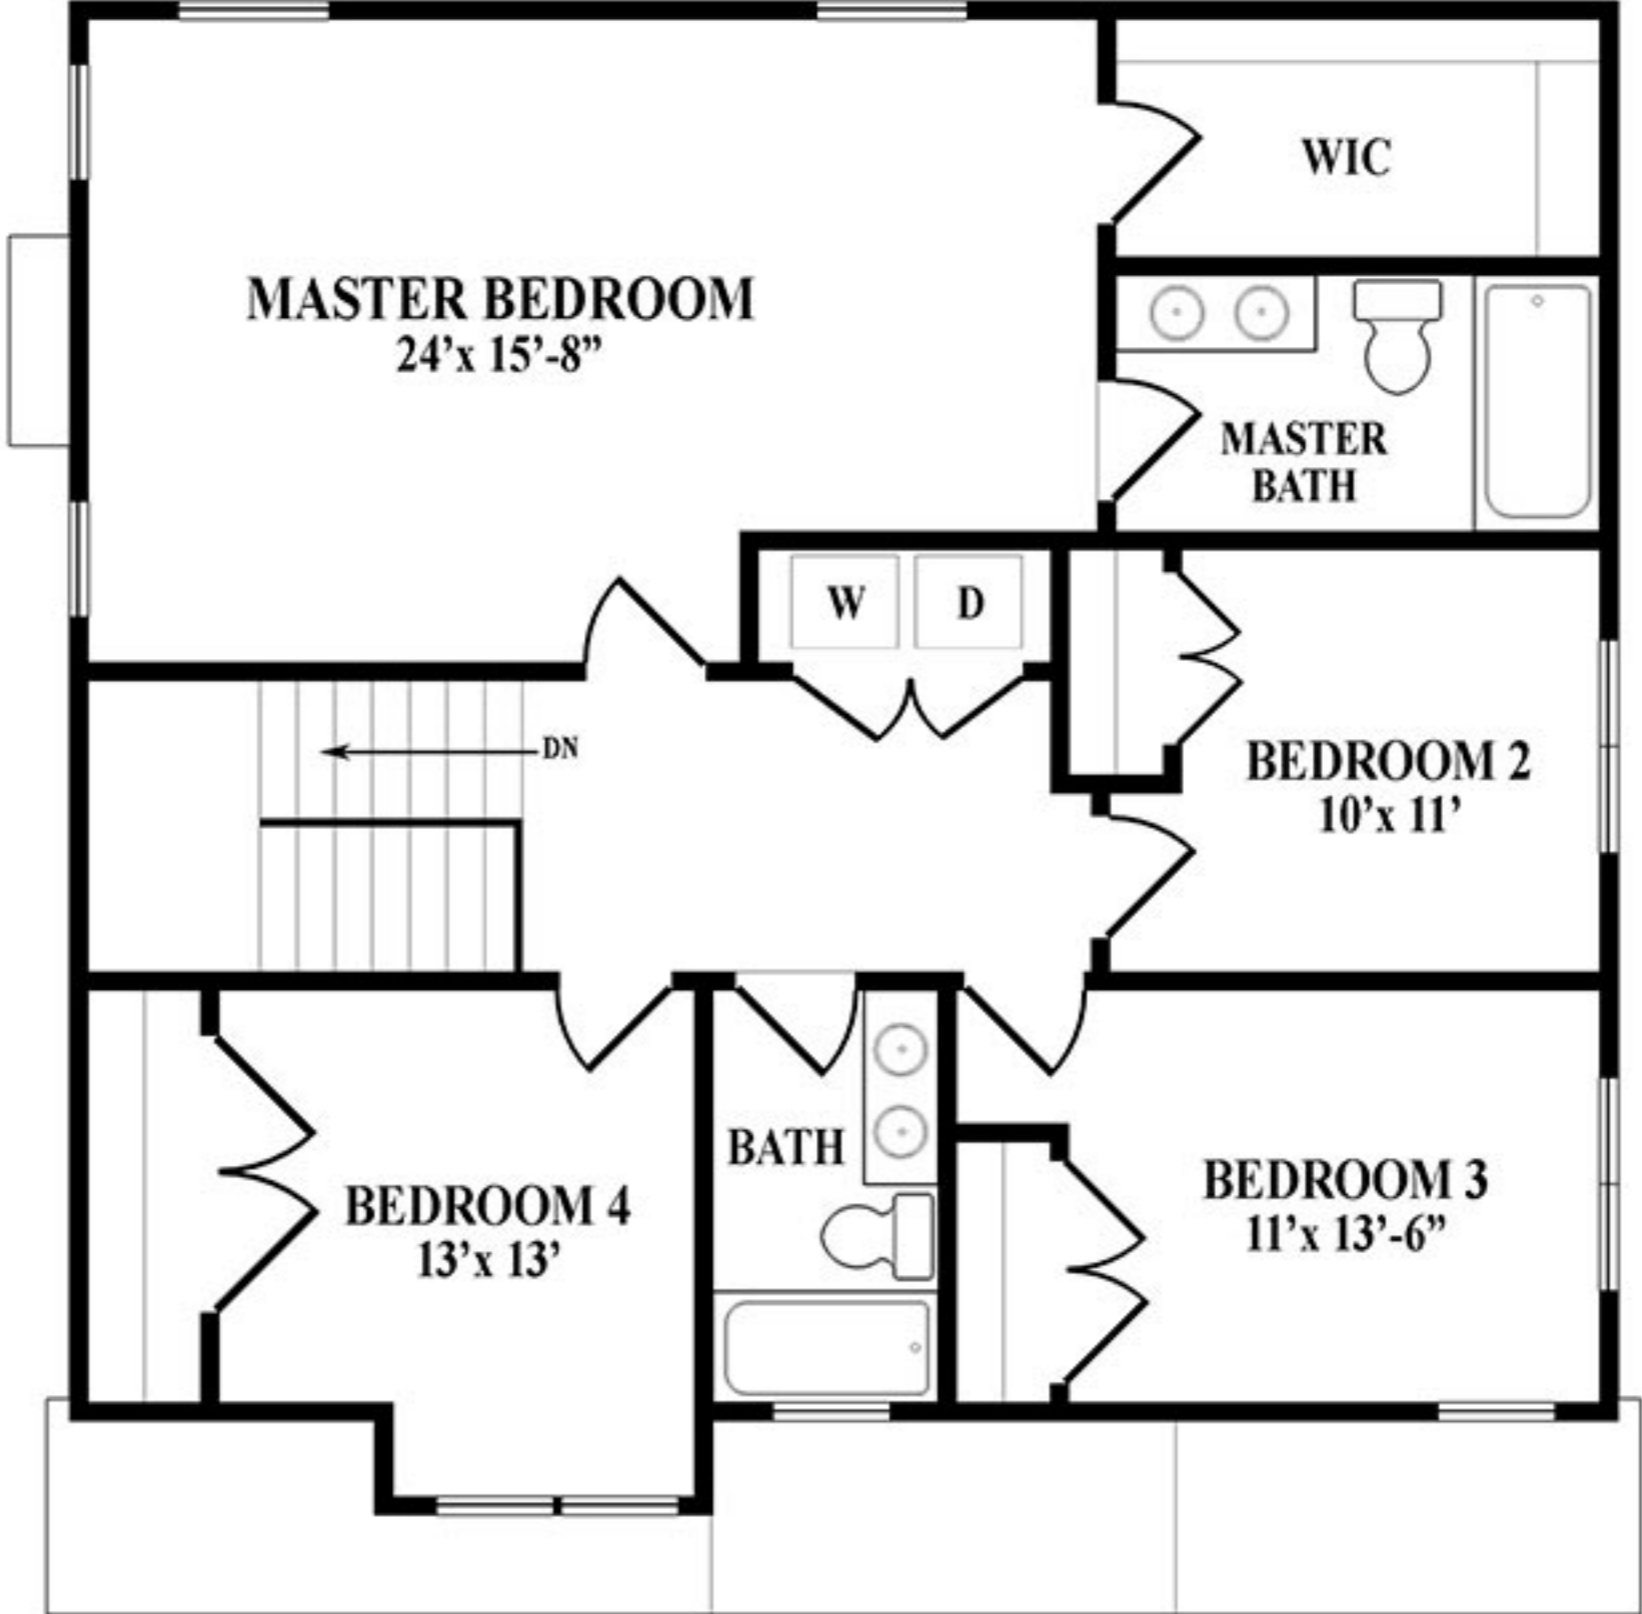 WIC
MASTER BEDROOM
24’x 15’-8”
MASTER
BATH
W
D
DN
BEDROOM 2
10’x 11’
BATH
BEDROOM 4
13’x 13’
BEDROOM 3
11’x 13’-6”